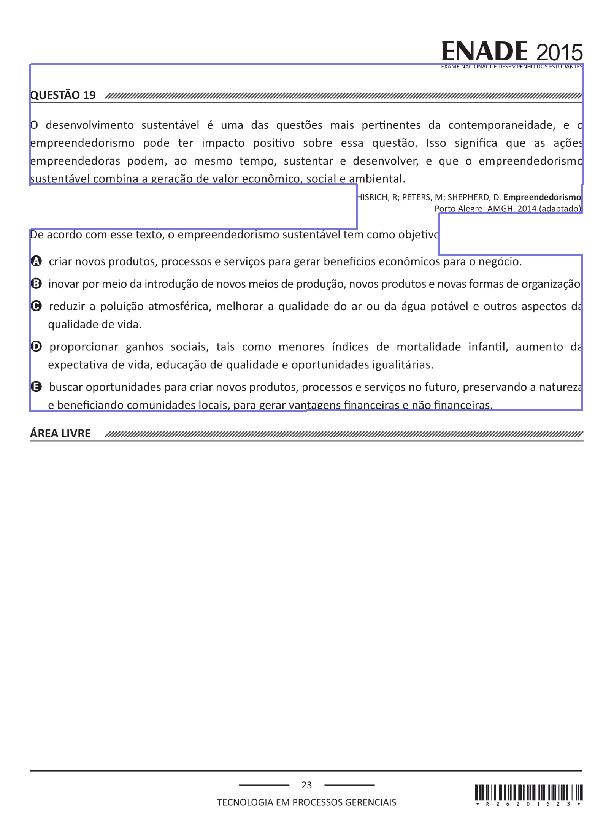 ENADE 2015
EXAME NACIONAL DE DESEMPENHO DOS ESTUDANTES
QUESTÃO 19
O desenvolvimento sustentável é uma das questões mais pertinentes da contemporaneidade, e o
empreendedorismo pode ter impacto positivo sobre essa questão. Isso significa que as ações
empreendedoras podem, ao mesmo tempo, sustentar e desenvolver, e que o empreendedorismo
sustentável combina a geração de valor econômico, social e ambiental.
HISRICH, R; PETERS, M; SHEPHERD, D. Empreendedorismo
Porto Alegre: AMGH, 2014 (adaptado)
De acordo com esse texto, o empreendedorismo sustentável tem como objetivo
A criar novos produtos, processos e serviços para gerar benefícios econômicos para o negócio.
B inovar por meio da introdução de novos meios de produção, novos produtos e novas formas de organização
C reduzir a poluição atmosférica, melhorar a qualidade do ar ou da água potável e outros aspectos da
qualidade de vida.
D proporcionar ganhos sociais, tais como menores índices de mortalidade infantil, aumento da
expectativa de vida, educação de qualidade e oportunidades igualitárias.
E buscar oportunidades para criar novos produtos, processos e serviços no futuro, preservando a natureza
e beneficiando comunidades locais, para gerar vantagens financeiras e não financeiras.
ÁREA LIVRE
23
TECNOLOGIA EM PROCESSOS GERENCIAIS
*R26201523*